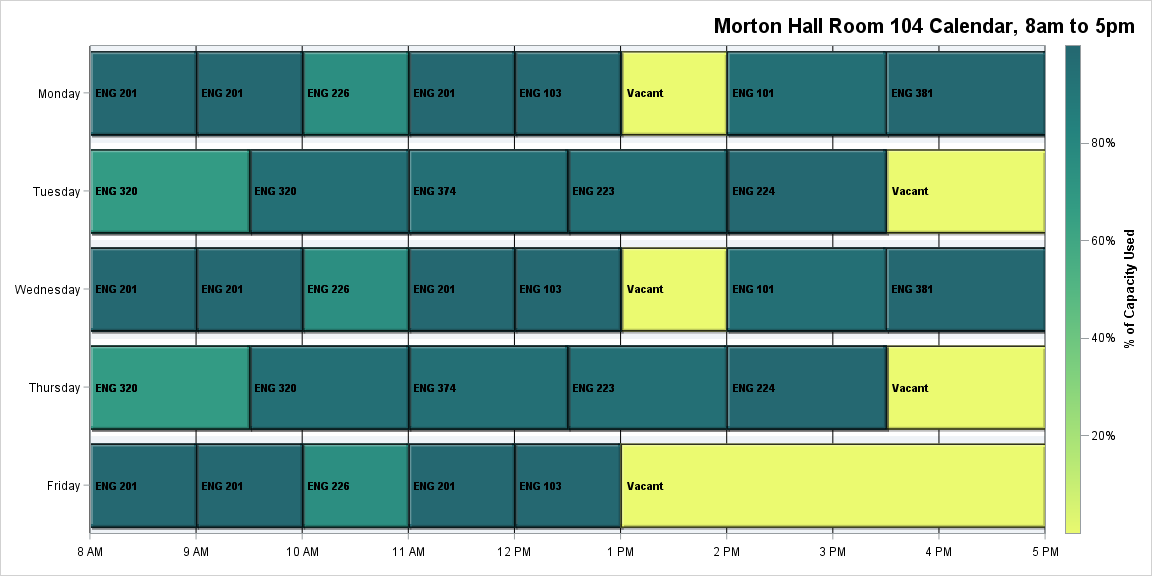 Morton Hall Room 104 Calendar, 8am to 5pm
Monday
ENG 201
ENG 201
ENG 226
ENG 201
ENG 103
Vacant
ENG 101
ENG 381
Tuesday
ENG 320
ENG 320
ENG 374
ENG 223
ENG 224
Vacant
Wednesday
ENG 201
ENG 201
ENG 226
ENG 201
ENG 103
Vacant
ENG 101
ENG 381
Thursday
ENG 320
ENG 320
ENG 374
ENG 223
ENG 224
Vacant
Friday
ENG 201
ENG 201
ENG 226
ENG 201
ENG 103
Vacant
8 AM
9 AM
10 AM
11 AM
12 PM
1 PM
2 PM
3 PM
4 PM
5 PM
80%
60%
40%
20%
% of Capacity Used